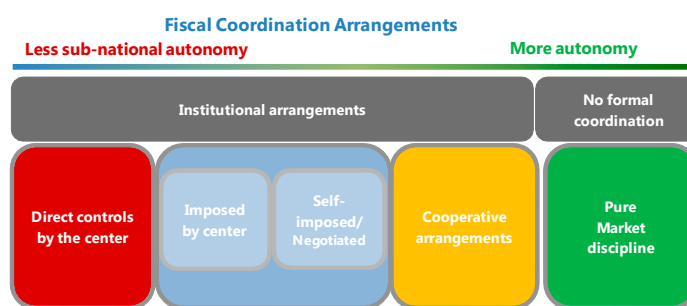 Fiscal Coordination Arrangements
Less sub-national autonomy
More autonomy
Institutional arrangements
No formal
coordination
Direct controls
by the center
Imposed
by center
Self-
imposed/
Negotiated
Cooperative
arrangements
Pure
Market
discipline